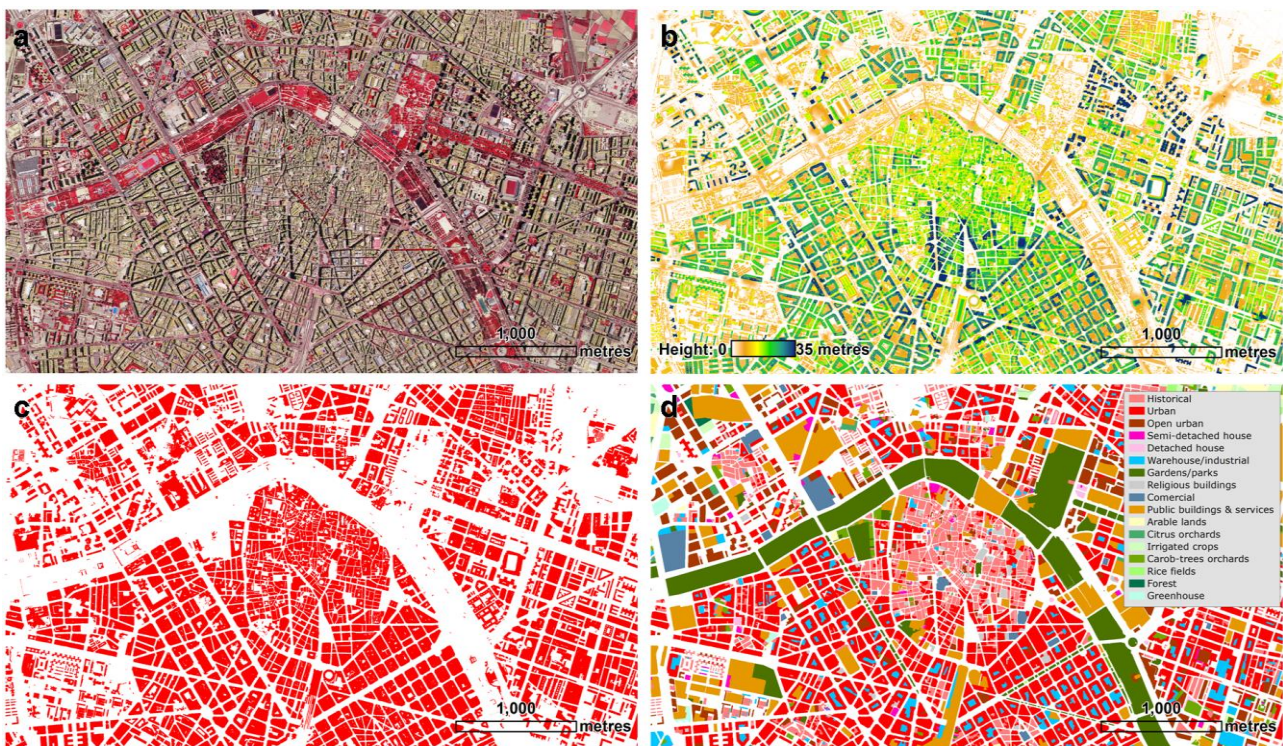 a
1,000
metres
b
Height: 0
35 metres
1,000
metres
c
1,000
metres
d
Historical
Urban
Open urban
Semi-detached house
Detached house
Warehouse/industrial
Gardens/parks
Religious buildings
Comercial
Public buildings & services
Arable lands
Citrus orchards
Irrigated crops
Carob-trees orchards
Rice fields
Forest
Greenhouse
1,000
metres